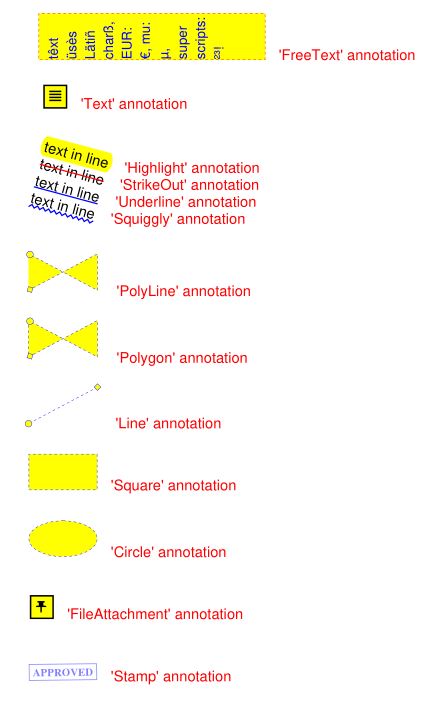 têxt
üsès
Lätiñ
charß,
EUR:
€, mu:
µ,
super
scripts:
²³!
'FreeText' annotation
'Text' annotation
text in line
'Highlight' annotation
text in line
'StrikeOut' annotation
text in line
'Underline' annotation
text in line
'Squiggly' annotation
'PolyLine' annotation
'Polygon' annotation
'Line' annotation
'Square' annotation
'Circle' annotation
'FileAttachment' annotation
APPROVED
'Stamp' annotation